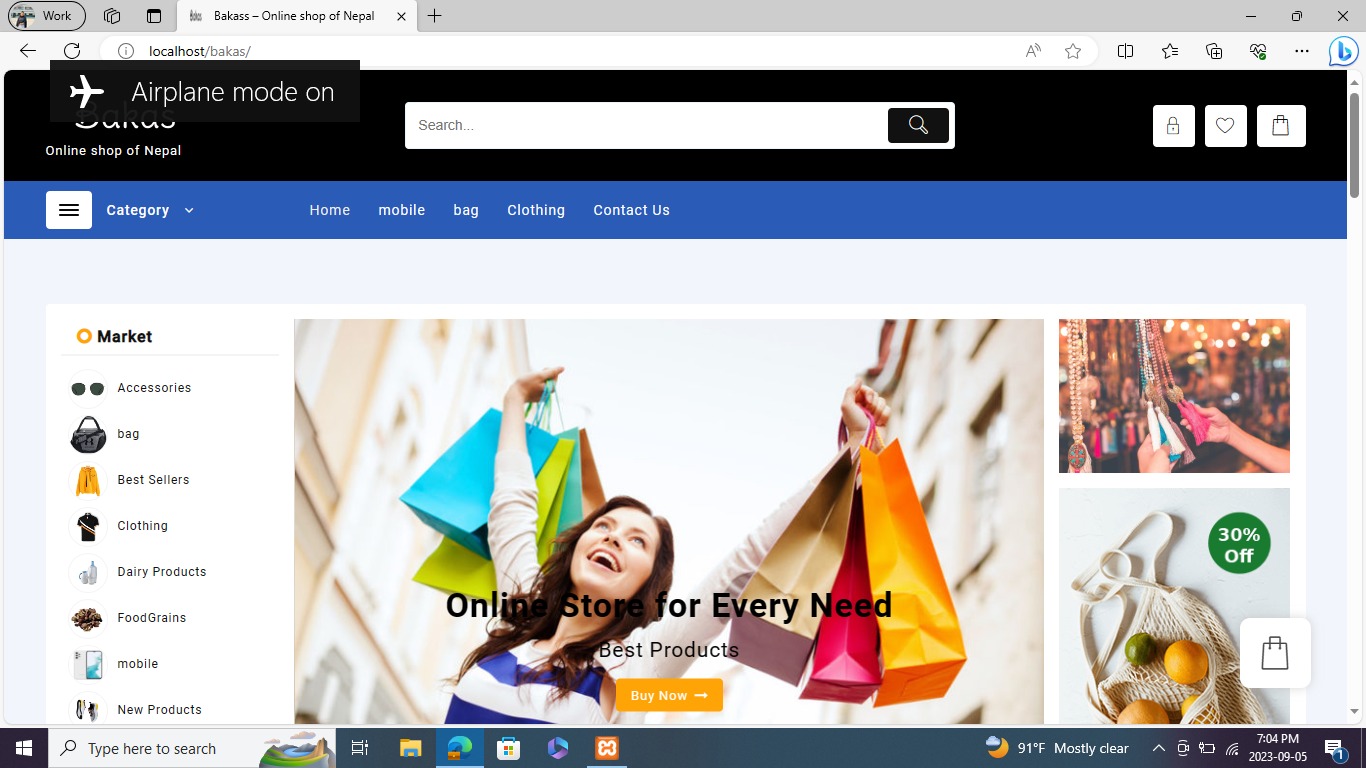 Work
Bakass – Online shop of Nepal
localhost/bakas/
Airplane mode on
Bakas
Online shop of Nepal
Search...
Category
Home mobile bag Clothing Contact Us
Market
Accessories
bag
Best Sellers
Clothing
Dairy Products
FoodGrains
mobile
New Products
Online Store for Every Need
Best Products
Buy Now →
30%
Off
Type here to search
91°F Mostly clear
7:04 PM
2023-09-05
1